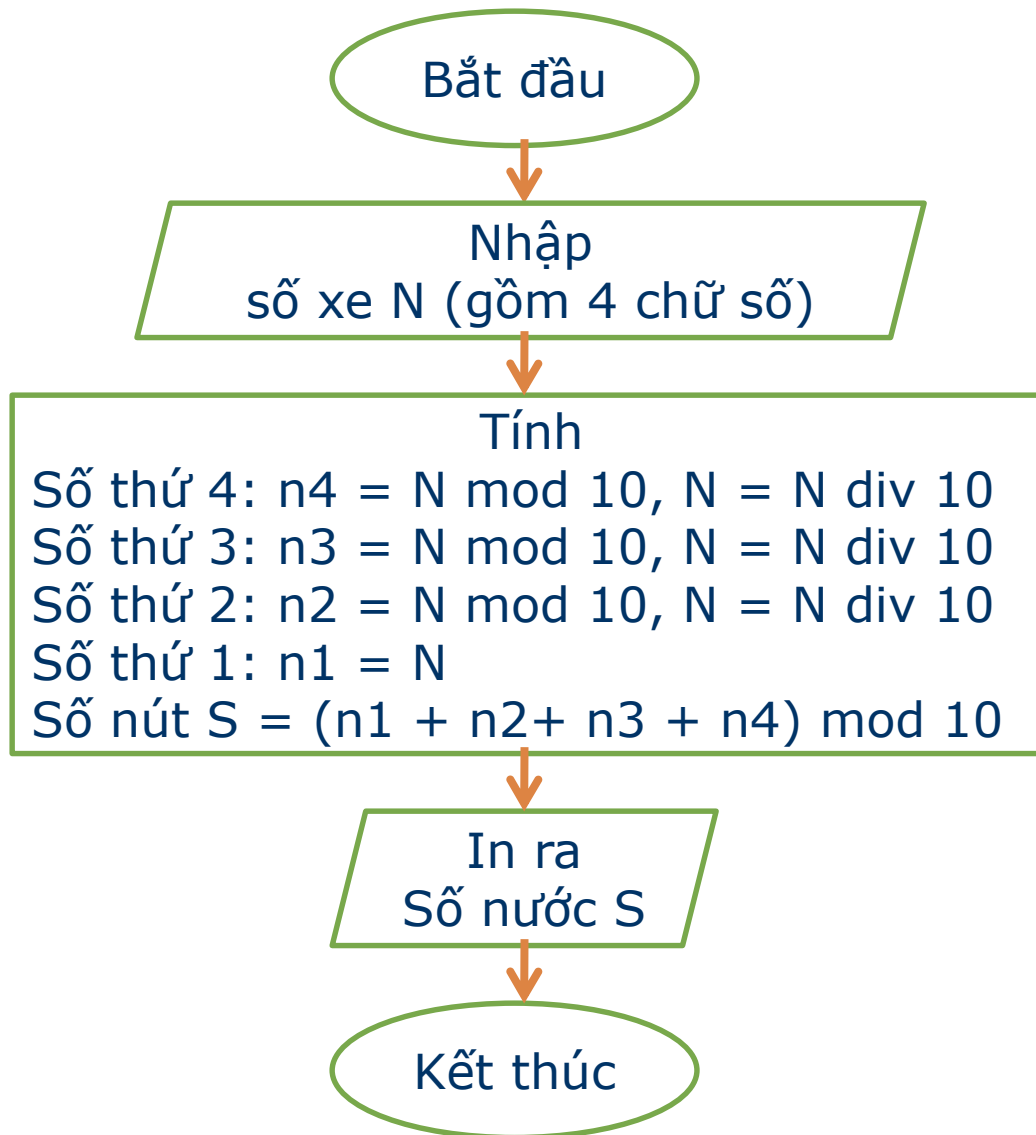 Bắt đầu
Nhập
số xe N (gồm 4 chữ số)
Tính
Số thứ 4: n4 = N mod 10, N = N div 10
Số thứ 3: n3 = N mod 10, N = N div 10
Số thứ 2: n2 = N mod 10, N = N div 10
Số thứ 1: n1 = N
Số nút S = (n1 + n2+ n3 + n4) mod 10
In ra
Số nước S
Kết thúc